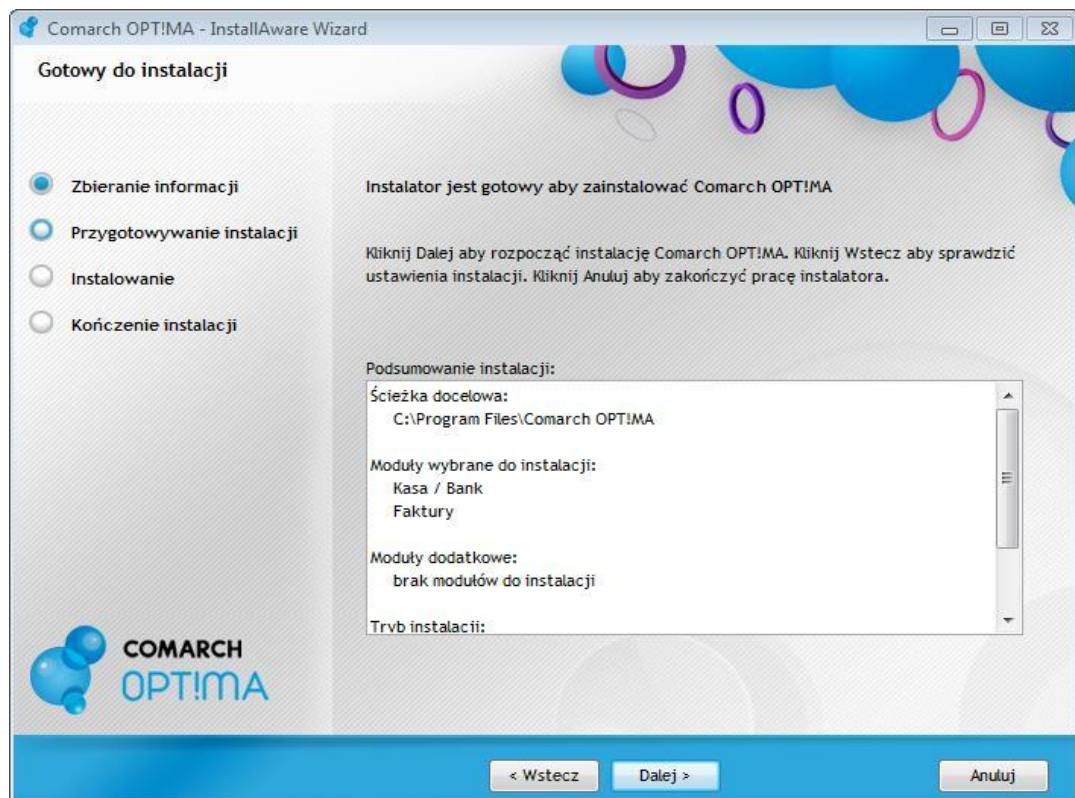 Comarch OPT!MA - InstallAware Wizard
Gotowy do instalacji
Zbieranie informacji
Przygotowywanie instalacji
Instalowanie
Kończenie instalacji
Instalator jest gotowy aby zainstalować Comarch OPT!MA
Kliknij Dalej aby rozpocząć instalację Comarch OPT!MA. Kliknij Wstecz aby sprawdzić
ustawienia instalacji. Kliknij Anuluj aby zakończyć pracę instalatora.
Podsumowanie instalacji:
Ścieżka docelowa:
C:\Program Files\Comarch OPT!MA
Moduły wybrane do instalacji:
Kasa / Bank
Faktury
Moduły dodatkowe:
brak modułów do instalacji
Tryb instalacji:
COMARCH
OPT!MA
< Wstecz
Dalej >
Anuluj